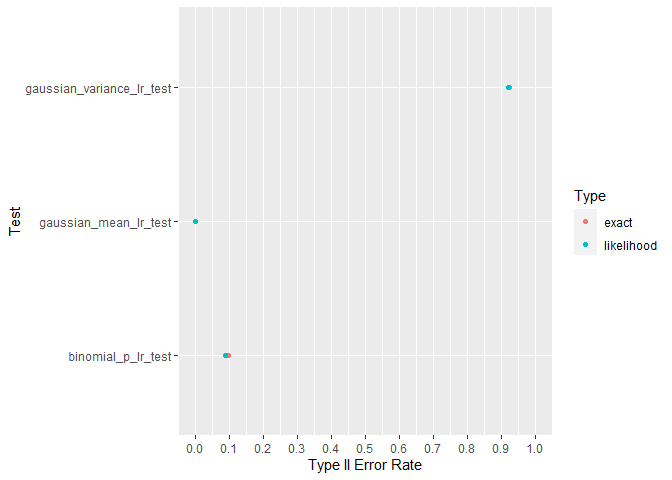 gaussian_variance_lr_test
gaussian_mean_lr_test
binomial_p_lr_test
Test
0.0 0.1 0.2 0.3 0.4 0.5 0.6 0.7 0.8 0.9 1.0
Type II Error Rate
Type
exact
likelihood